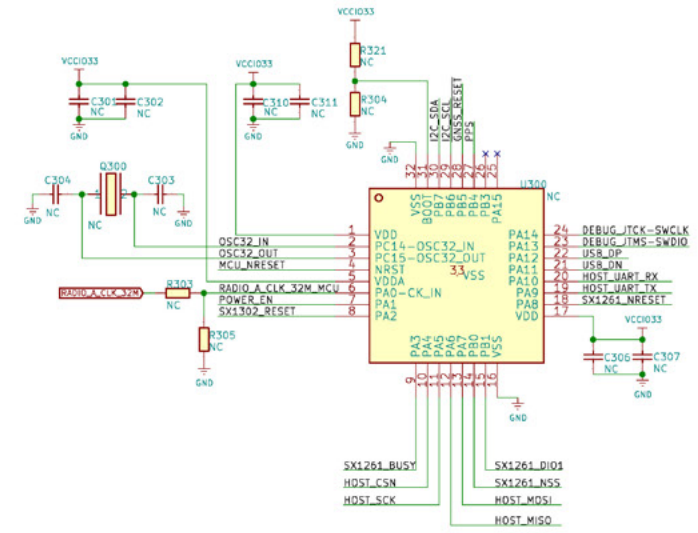 VCCIO33
R321
NC
VCCIO33
VCCIO33
C301
NC
C302
NC
GND
C310
NC
C311
NC
GND
R304
NC
GND
I2C_SDA
I2C_SCL
GNSS_RESET
PPS
GND
32
31
30
29
28
27
26
25
VSS
BOOT
PB7
PB6
PB5
PB4
PB3
PA15
U300
NC
C304
NC
GND
Q300
NC
C303
NC
GND
OSC32_IN
OSC32_OUT
MCU_NRESET
RADIO_A_CLK_32M
R303
NC
RADIO_A_CLK_32M_MCU
POWER_EN
SX1302_RESET
R305
NC
GND
1 VDD
2 PC14-OSC32_IN
3 PC15-OSC32_OUT
4 NRST
5 VDDA
6 PA0-CK_IN
7 PA1
8 PA2
33 VSS
PA14 24 DEBUG_JTCK-SWCLK
PA13 23 DEBUG_JTMS-SWDIO
PA12 22 USB_DP
PA11 21 USB_DN
PA10 20 HOST_UART_RX
PA9 19 HOST_UART_TX
PA8 18 SX1261_NRESET
VDD 17
VCCIO33
C306
NC
C307
NC
GND
PA3
PA4
PA5
PA6
PA7
PB0
PB1
VSS
9
10
11
12
13
14
15
16
GND
SX1261_BUSY
HOST_CSN
HOST_SCK
SX1261_DIO1
SX1261_NSS
HOST_MOSI
HOST_MISO